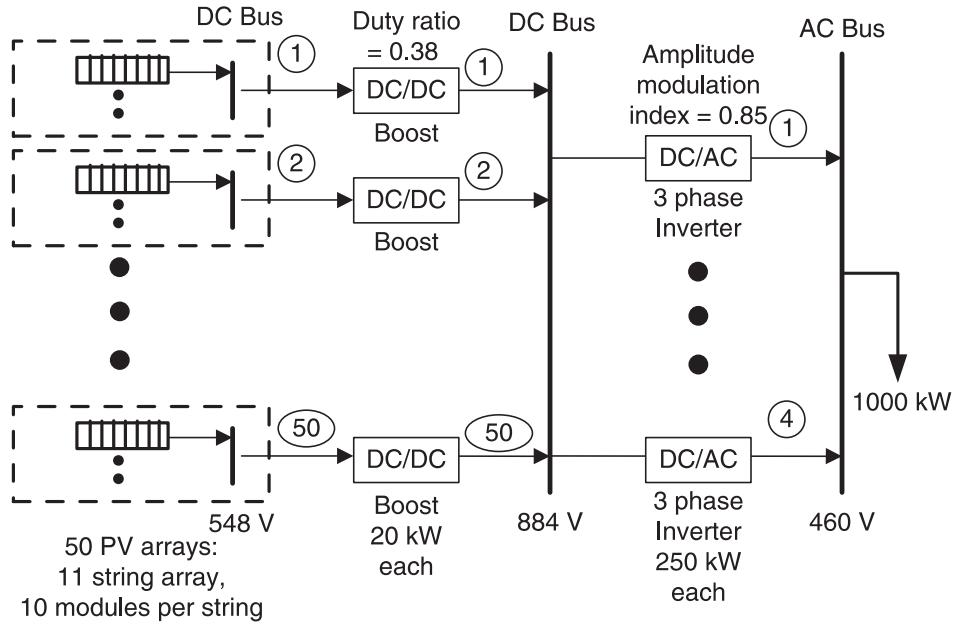 DC Bus
Duty ratio
= 0.38
DC Bus
AC Bus
Amplitude
modulation
index = 0.85
1
DC/DC
1
Boost
1
DC/AC
3 phase
Inverter
2
DC/DC
2
Boost
1000 kW
50
DC/DC
50
4
DC/AC
548 V
Boost
20 kW
each
884 V
3 phase
Inverter
250 kW
each
460 V
50 PV arrays:
11 string array,
10 modules per string